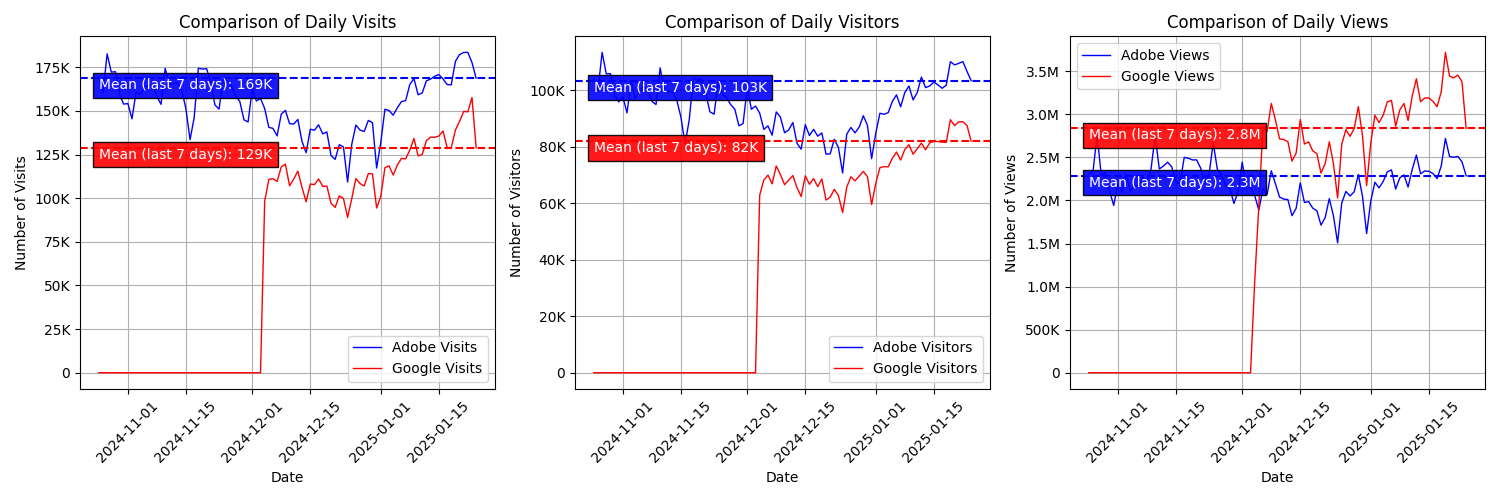 Comparison of Daily Visits
Number of Visits
175K
150K
125K
100K
75K
50K
25K
0
Mean (last 7 days): 169K
Mean (last 7 days): 129K
Adobe Visits
Google Visits
2024-11-01
2024-11-15
2024-12-01
2024-12-15
2025-01-01
2025-01-15
Date
Comparison of Daily Visitors
Number of Visitors
100K
80K
60K
40K
20K
0
Mean (last 7 days): 103K
Mean (last 7 days): 82K
Adobe Visitors
Google Visitors
2024-11-01
2024-11-15
2024-12-01
2024-12-15
2025-01-01
2025-01-15
Date
Comparison of Daily Views
Number of Views
3.5M
3.0M
2.5M
2.0M
1.5M
1.0M
500K
0
Adobe Views
Google Views
Mean (last 7 days): 2.8M
Mean (last 7 days): 2.3M
2024-11-01
2024-11-15
2024-12-01
2024-12-15
2025-01-01
2025-01-15
Date